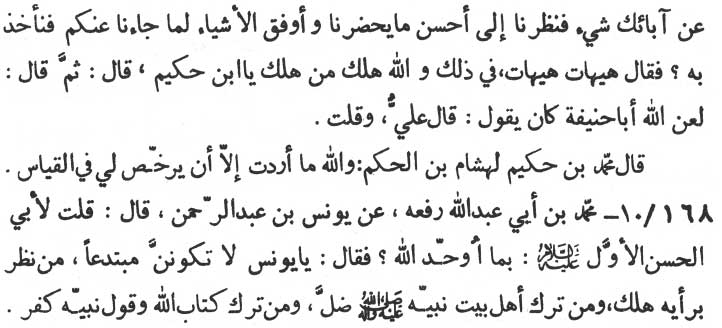 عن آبائك شيء فنظرنا إلى أحسن مايحضرنا و أوفق الأشياء لما جاءنا عنكم فنأخذ
به ؟ فقال هيهات هيهات، في ذلك و الله هلك من هلك ياابن حكيم ، قال : ثمَّ قال :
لعن الله أباحنيفة كان يقول : قال عليٌّ، وقلت .
قال محمّد بن حكيم لهشام بن الحكم: والله ما أردت إلّا أن يرخّص لي في القياس .
١٠/١٦٨ـ محمّد بن أبي عبدالله رفعه ، عن يونس بن عبدالرّحمن ، قال : قلت لأبي
الحسن الأوَّل عليه السلام : بما اُوحّد الله ؟ فقال : يايونس لا تكوننَّ مبتدعاً ، من نظر
برأيه هلك، ومن ترك أهل بيت نبيّه صلى الله عليه وآله ضلَّ، ومن ترك كتاب الله وقول نبيّه كفر .